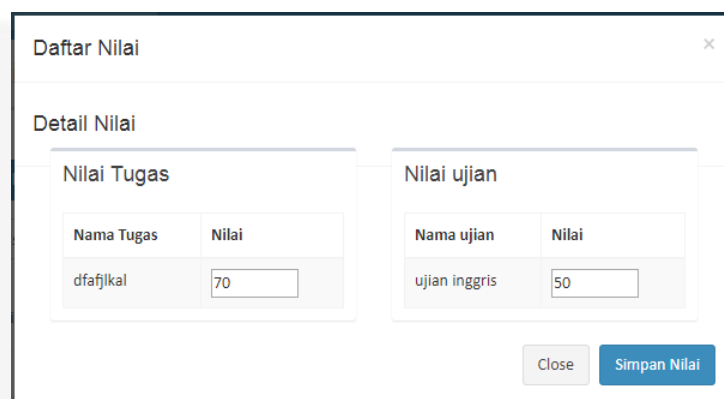 Daftar Nilai ×
Detail Nilai
Nilai Tugas
Nama Tugas Nilai
dfafjlkal 70
Nilai ujian
Nama ujian Nilai
ujian inggris 50
Close Simpan Nilai